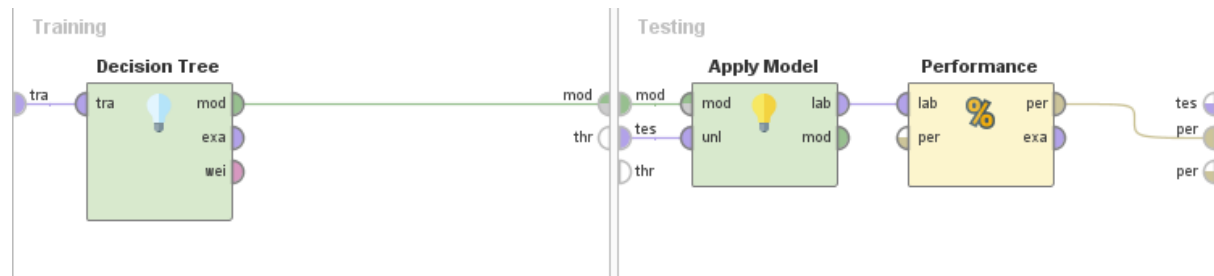 Training
Decision Tree
tra
tra
mod
exa
wei
mod
thr
Testing
mod
tes
thr
Apply Model
mod
unl
lab
mod
Performance
%
lab
per
per
exa
tes
per
per